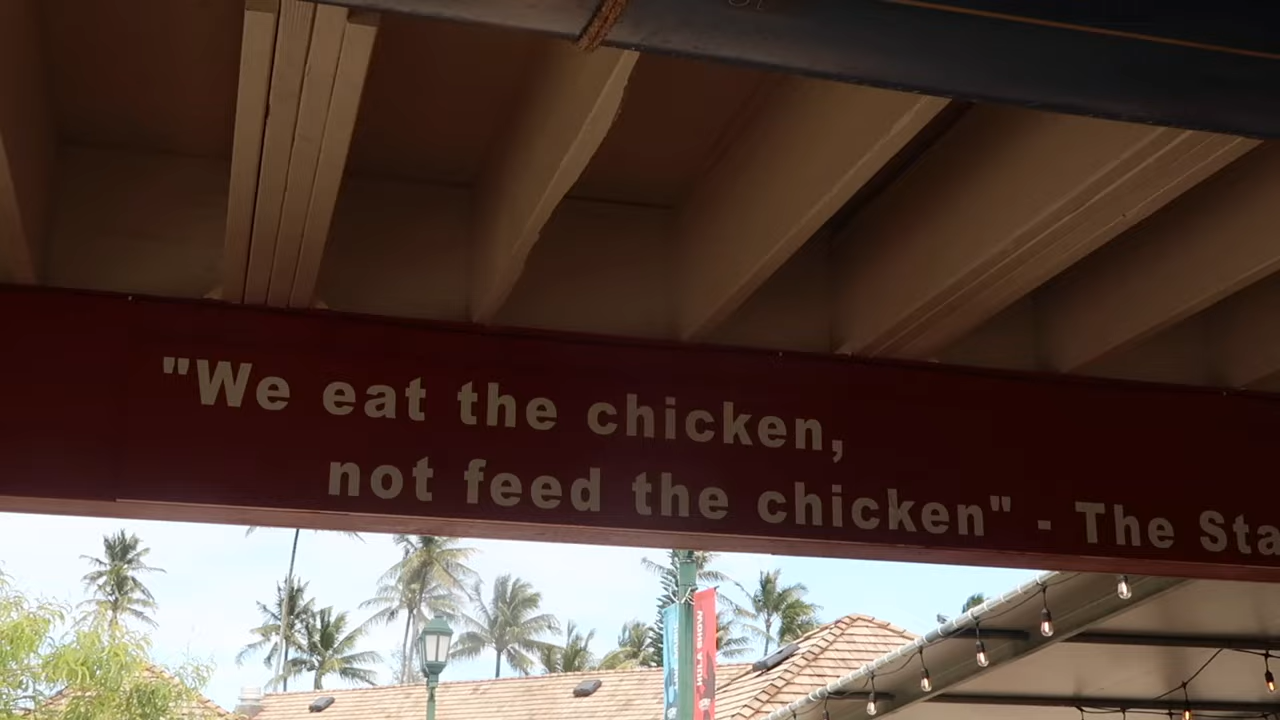 "We eat the chicken,
not feed the chicken" - The Sta